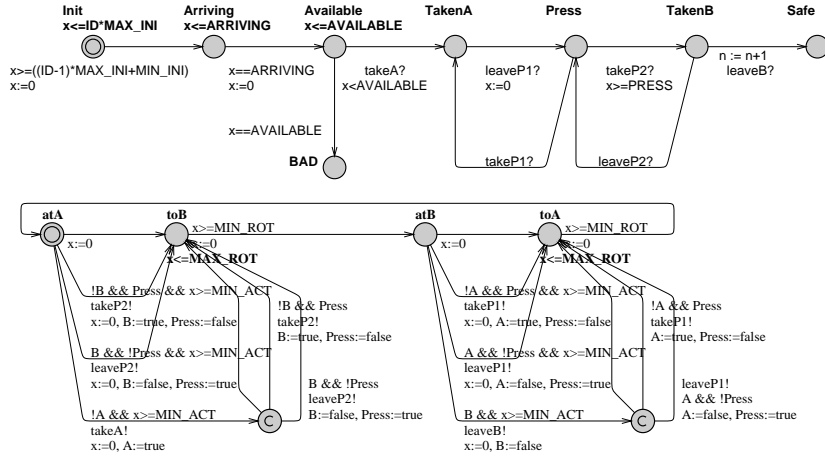 Init
x<=ID*MAX_INI
Arriving
x<=ARRIVING
Available
x<=AVAILABLE
TakenA
Press
TakenB
Safe
x>=((ID-1)*MAX_INI+MIN_INI)
x:=0
x==ARRIVING
x:=0
takeA?
x<AVAILABLE
leaveP1?
x:=0
takeP2?
x>=PRESS
n := n+1
leaveB?
x==AVAILABLE
BAD
takeP1?
leaveP2?
atA
toB
atB
toA
x:=0
x>=MIN_ROT
x:=0
x<=MAX_ROT
x:=0
x>=MIN_ROT
x:=0
x<=MAX_ROT
!B && Press && x>=MIN_ACT
takeP2!
x:=0, B:=true, Press:=false
!B && Press
takeP2!
B:=true, Press:=false
B && !Press && x>=MIN_ACT
leaveP2!
x:=0, B:=false, Press:=true
B && !Press
leaveP2!
B:=false, Press:=true
!A && x>=MIN_ACT
takeA!
x:=0, A:=true
C
!A && Press && x>=MIN_ACT
takeP1!
x:=0, A:=true, Press:=false
!A && Press
takeP1!
A:=true, Press:=false
A && !Press && x>=MIN_ACT
leaveP1!
x:=0, A:=false, Press:=true
leaveP1!
A && !Press
A:=false, Press:=true
B && x>=MIN_ACT
leaveB!
x:=0, B:=false
C